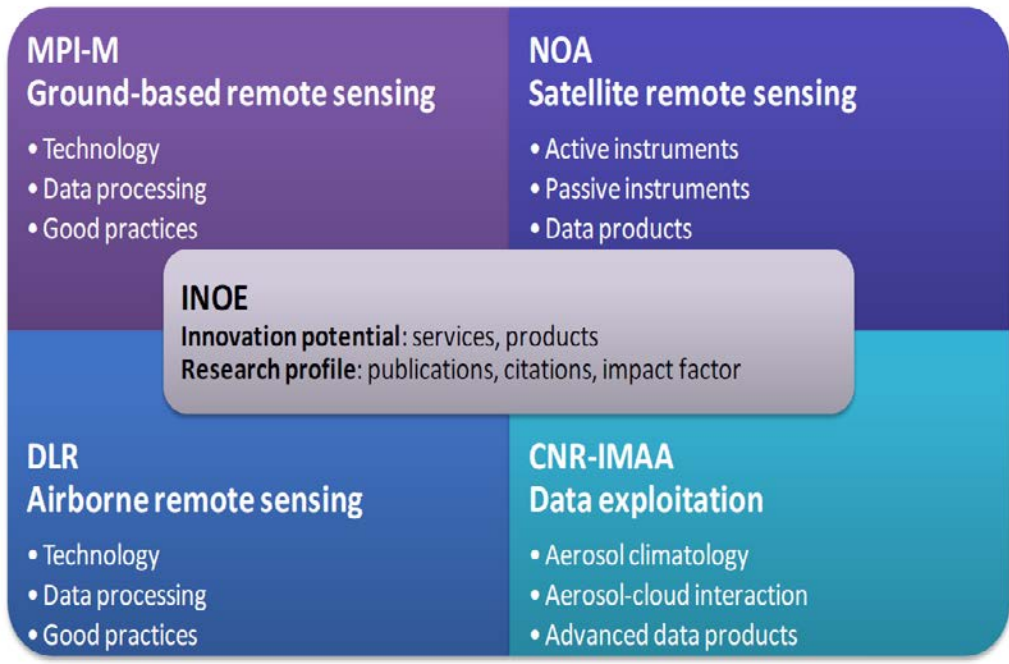 MPI-M
Ground-based remote sensing
• Technology
• Data processing
• Good practices
NOA
Satellite remote sensing
• Active instruments
• Passive instruments
• Data products
INOE
Innovation potential: services, products
Research profile: publications, citations, impact factor
DLR
Airborne remote sensing
• Technology
• Data processing
• Good practices
CNR-IMAA
Data exploitation
• Aerosol climatology
• Aerosol-cloud interaction
• Advanced data products